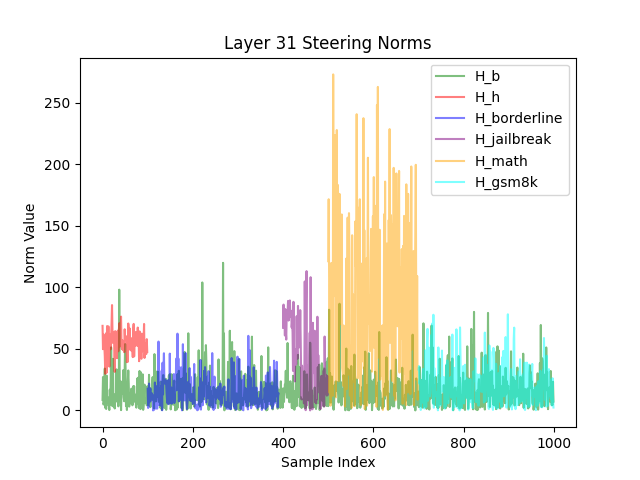 Layer 31 Steering Norms
Norm Value
250
200
150
100
50
0
H_b
H_h
H_borderline
H_jailbreak
H_math
H_gsm8k
0 200 400 600 800 1000
Sample Index